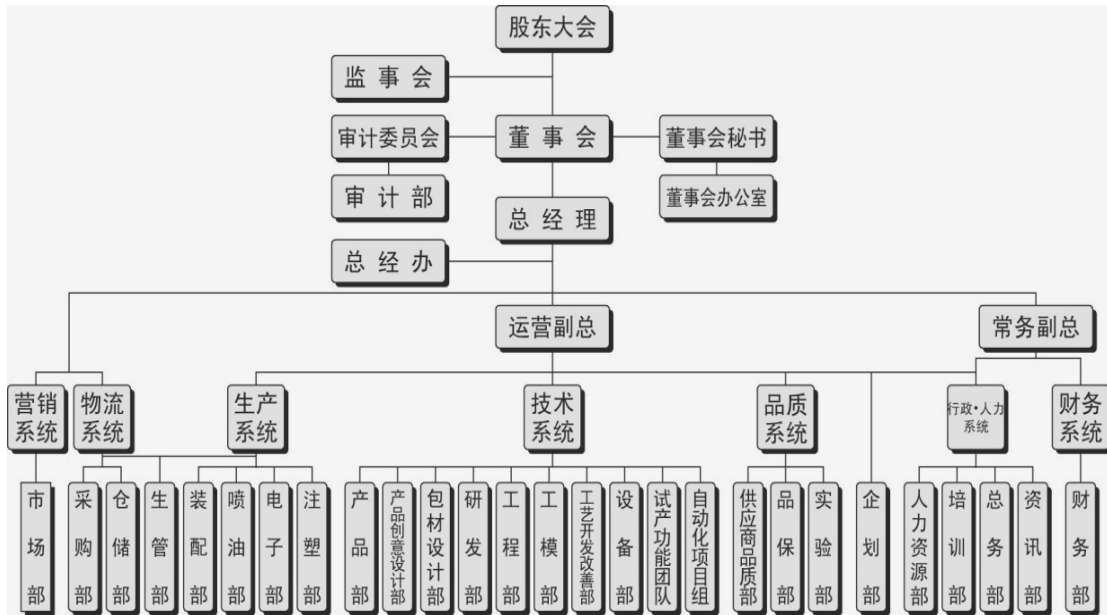 股东大会
监事会
审计委员会
董事会
董事会秘书
审计部
董事会办公室
总经理
总经办
运营副总
常务副总
营销
系统
物流
系统
生产
系统
技术
系统
品质
系统
行政·人力
系统
财务
系统
市场部
采购部
仓储部
生管部
装配部
喷油部
电子部
注塑部
产品部
产品创意设计部
包材设计部
研发部
工程部
工模部
工艺开发改善部
设备部
试产功能团队
自动化项目组
供应商品质部
品保部
实验部
企划部
人力资源部
培训部
总务部
资讯部
财务部